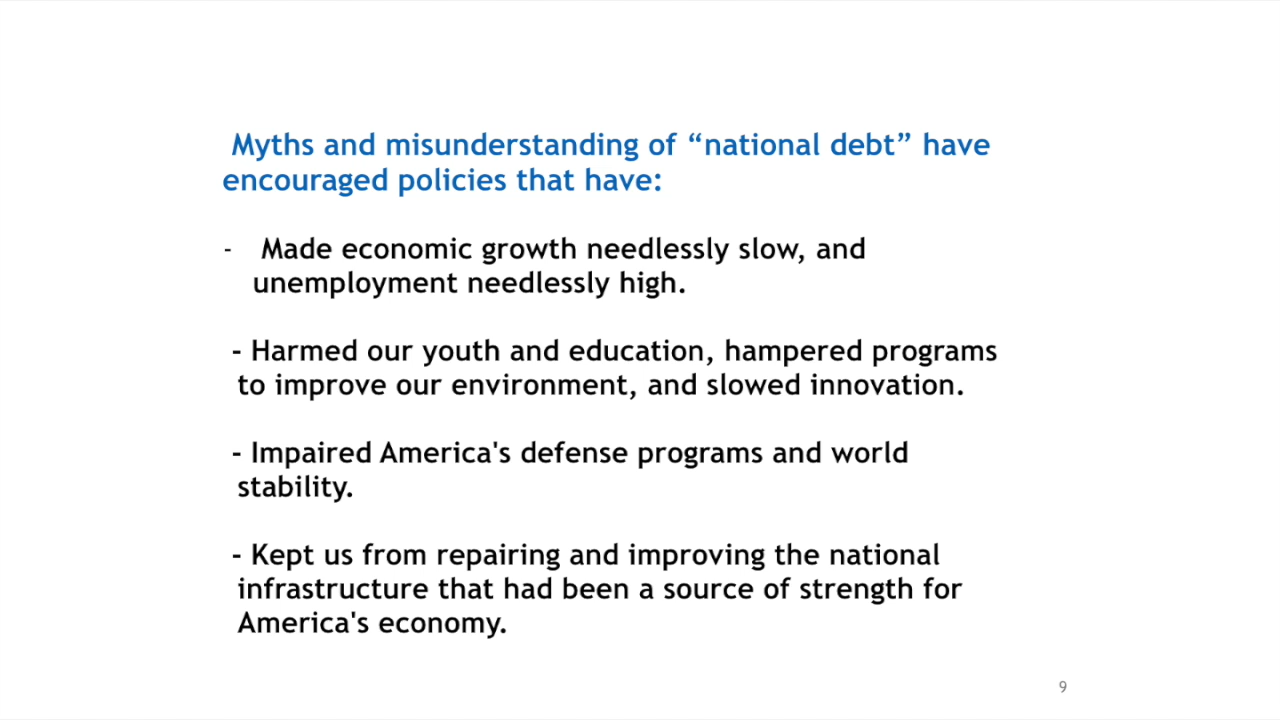 Myths and misunderstanding of “national debt” have
encouraged policies that have:
- Made economic growth needlessly slow, and
unemployment needlessly high.
- Harmed our youth and education, hampered programs
to improve our environment, and slowed innovation.
- Impaired America's defense programs and world
stability.
- Kept us from repairing and improving the national
infrastructure that had been a source of strength for
America's economy.
9